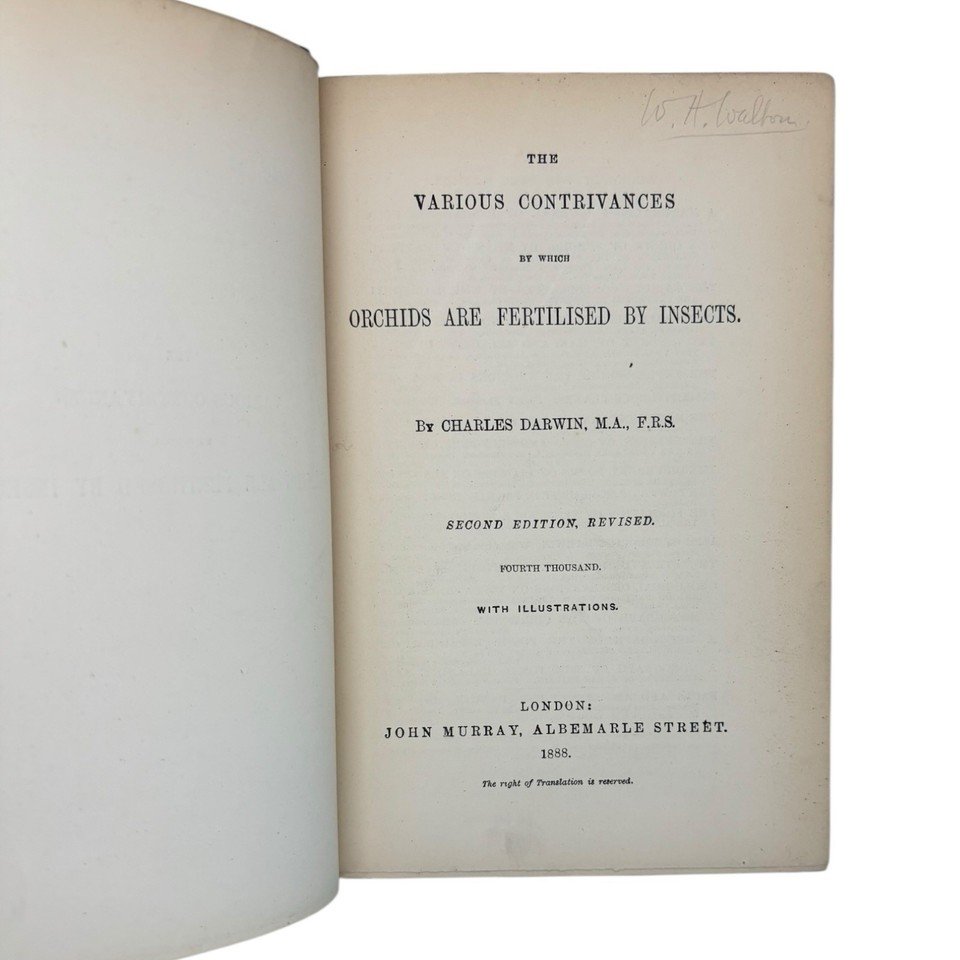 W. H. Walton.
THE
VARIOUS CONTRIVANCES
BY WHICH
ORCHIDS ARE FERTILISED BY INSECTS.
By CHARLES DARWIN, M.A., F.R.S.
SECOND EDITION, REVISED.
FOURTH THOUSAND.
WITH ILLUSTRATIONS.
LONDON:
JOHN MURRAY, ALBEMARLE STREET.
1888.
The right of Translation is reserved.